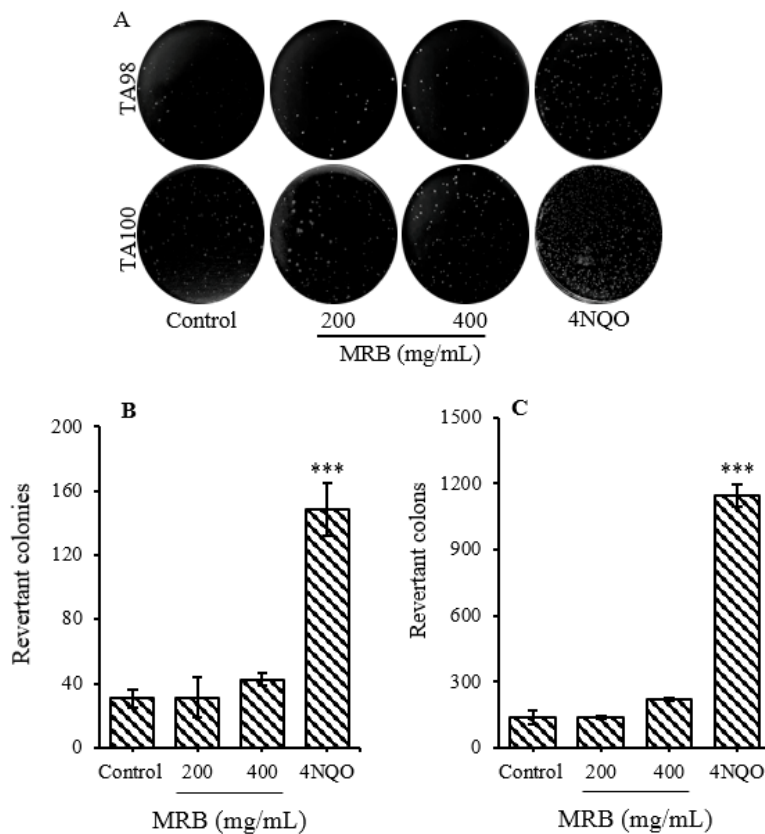 A
TA98
TA100
Control 200 400 4NQO
MRB (mg/mL)
B
Revertant colonies
200
160
120
80
40
0
***
Control 200 400 4NQO
MRB (mg/mL)
C
Revertant colons
1500
1200
900
600
300
0
***
Control 200 400 4NQO
MRB (mg/mL)